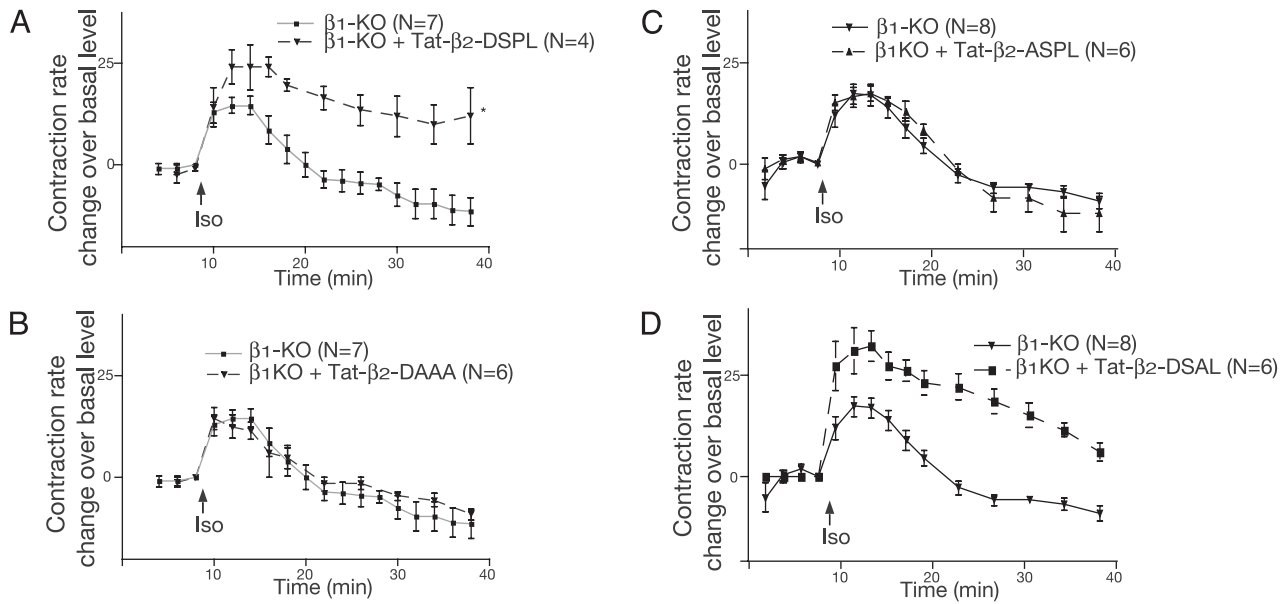 A
β1-KO (N=7)
β1-KO + Tat-β2-DSPL (N=4)
Contraction rate
change over basal level
25
0
*
Iso
10
20
30
40
Time (min)
B
β1-KO (N=7)
β1KO + Tat-β2-DAAA (N=6)
Contraction rate
change over basal level
25
0
Iso
10
20
30
40
Time (min)
C
β1-KO (N=8)
β1KO + Tat-β2-ASPL (N=6)
Contraction rate
change over basal level
25
0
Iso
10
20
30
40
Time (min)
D
β1-KO (N=8)
β1KO + Tat-β2-DSAL (N=6)
Contraction rate
change over basal level
25
0
Iso
10
20
30
40
Time (min)